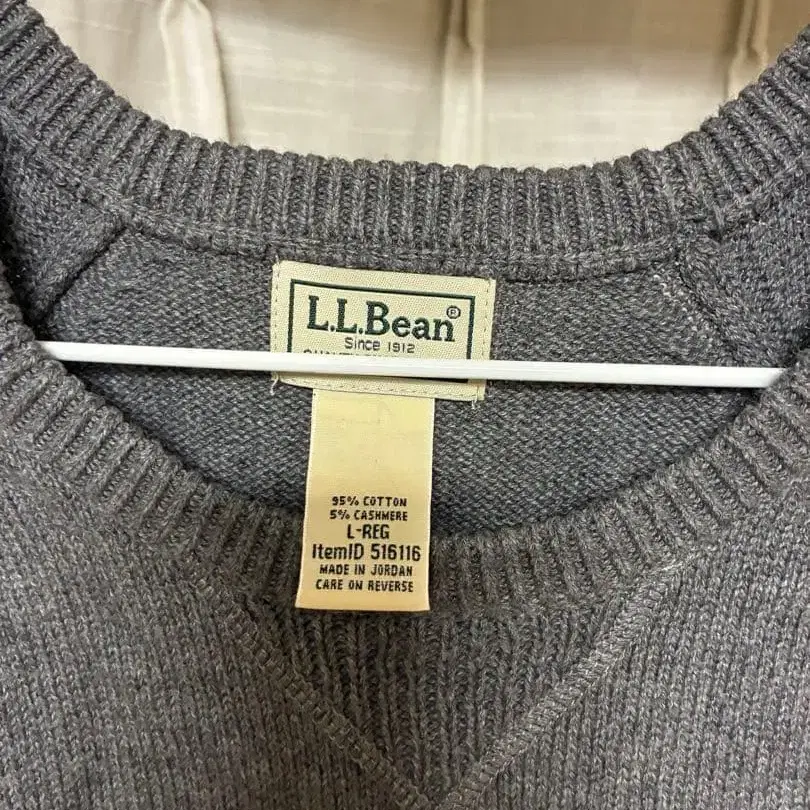 L.L.Bean®
Since 1912
95% COTTON
5% CASHMERE
L-REG
ItemID 516116
MADE IN JORDAN
CARE ON REVERSE